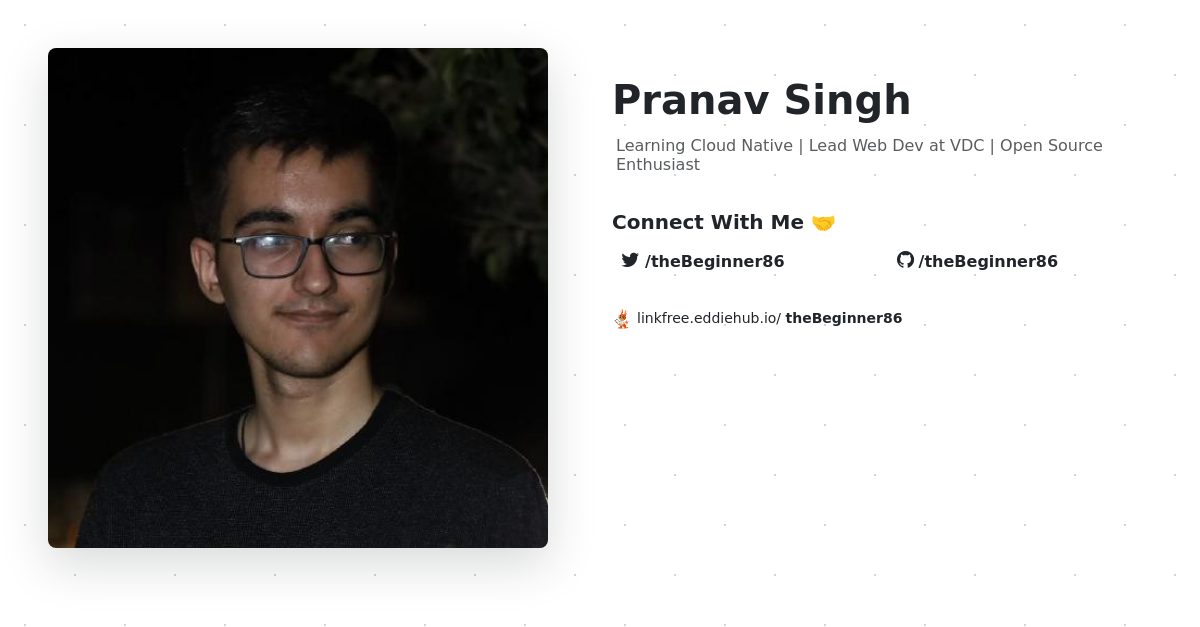 Pranav Singh
Learning Cloud Native | Lead Web Dev at VDC | Open Source
Enthusiast
Connect With Me 🤝
/theBeginner86 /theBeginner86
linkfree.eddiehub.io/ theBeginner86